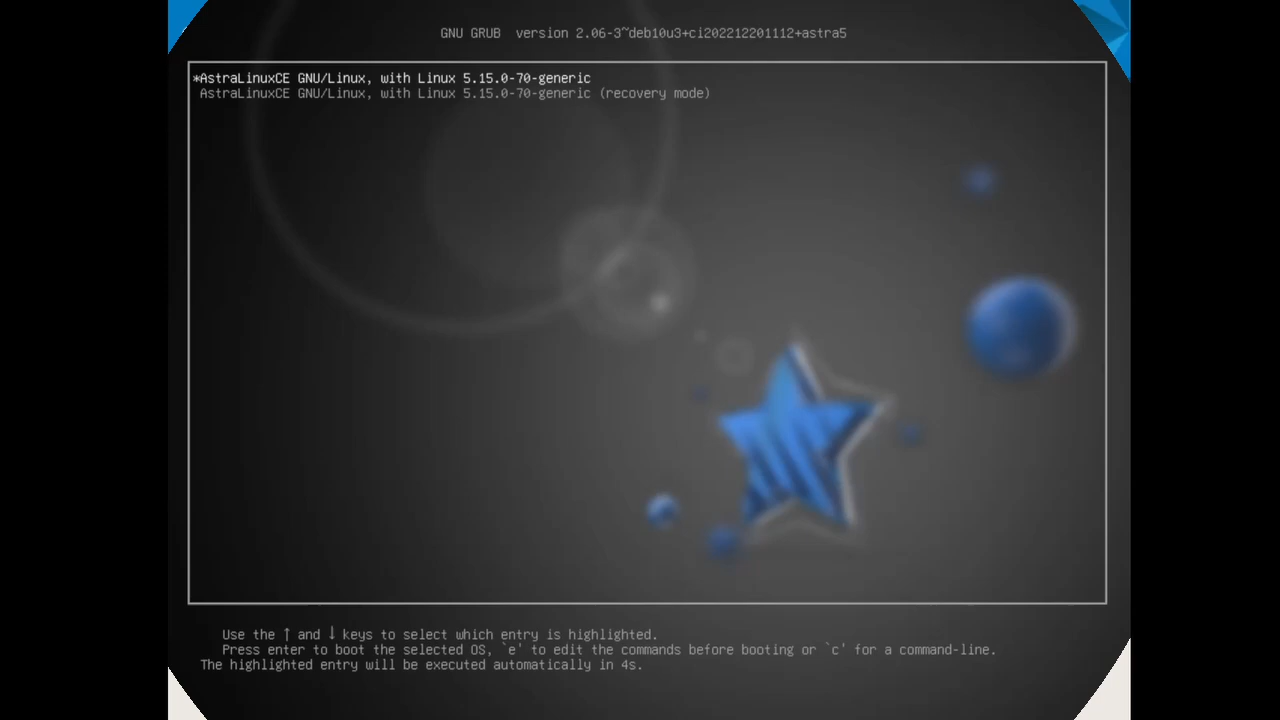 GNU GRUB  version 2.06-3~deb10u3+ci202212201112+astra5
*AstraLinuxCE GNU/Linux, with Linux 5.15.0-70-generic
AstraLinuxCE GNU/Linux, with Linux 5.15.0-70-generic (recovery mode)
Use the ↑ and ↓ keys to select which entry is highlighted.
Press enter to boot the selected OS, `e' to edit the commands before booting or `c' for a command-line.
The highlighted entry will be executed automatically in 4s.